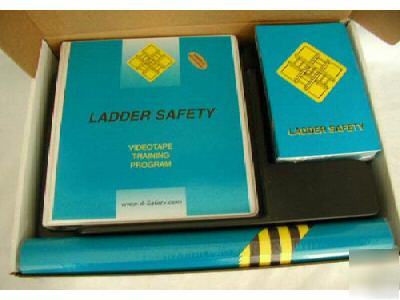 LADDER SAFETY
VIDEOTAPE
TRAINING
PROGRAM
LADDER SAFETY